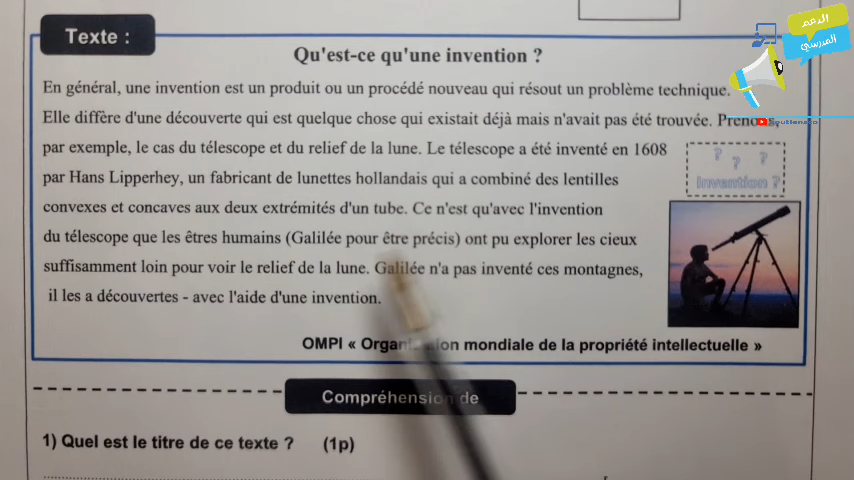 الدعم
المدرسي
Texte :
Qu'est-ce qu'une invention ?
En général, une invention est un produit ou un procédé nouveau qui résout un problème technique.
Elle diffère d'une découverte qui est quelque chose qui existait déjà mais n'avait pas été trouvée. Prenons,
par exemple, le cas du télescope et du relief de la lune. Le télescope a été inventé en 1608
par Hans Lipperhey, un fabricant de lunettes hollandais qui a combiné des lentilles
convexes et concaves aux deux extrémités d'un tube. Ce n'est qu'avec l'invention
du télescope que les êtres humains (Galilée pour être précis) ont pu explorer les cieux
suffisamment loin pour voir le relief de la lune. Galilée n'a pas inventé ces montagnes,
il les a découvertes - avec l'aide d'une invention.
? ? ?
Invention ?
OMPI « Organisation mondiale de la propriété intellectuelle »
Compréhension de
1) Quel est le titre de ce texte ? (1p)